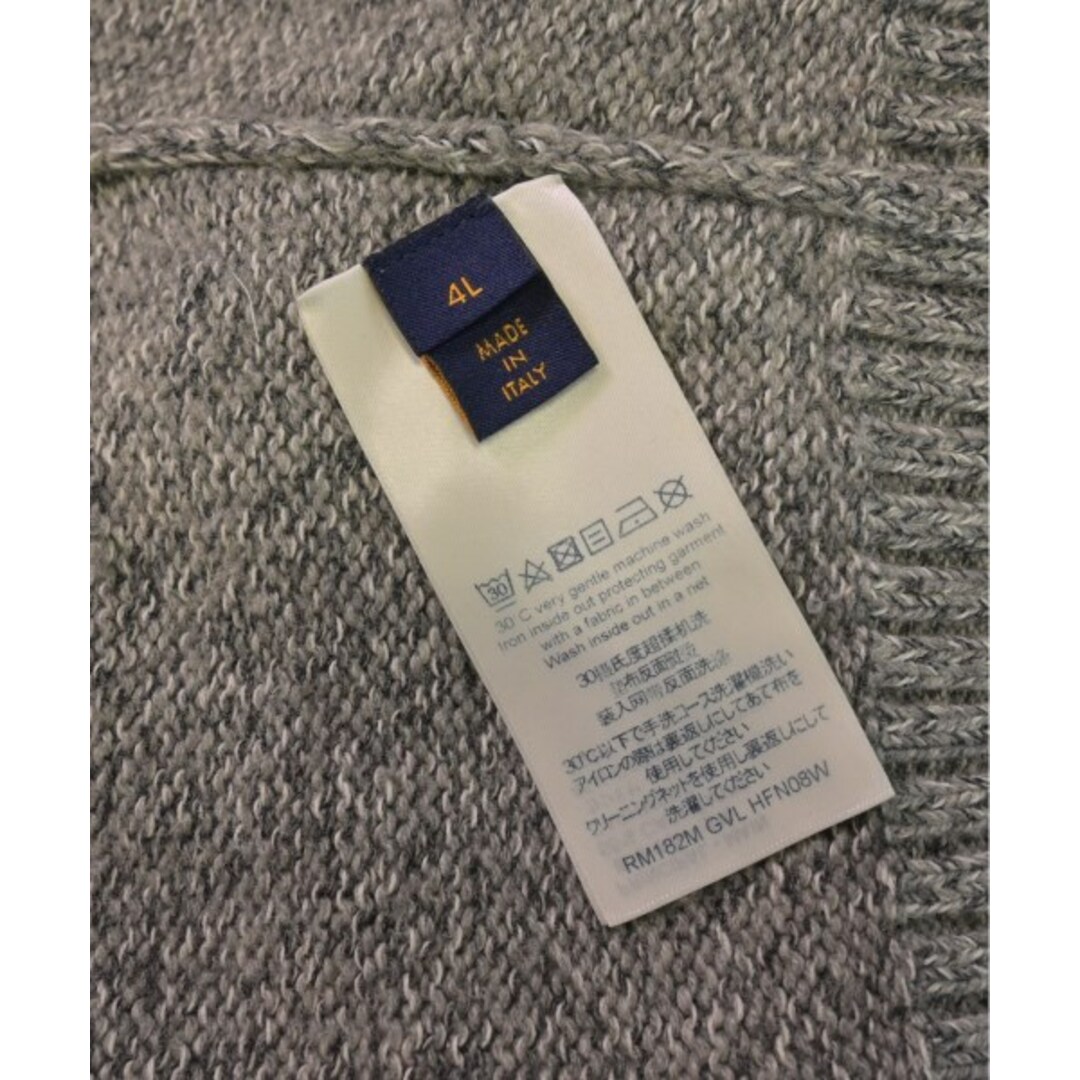 4L
MADE
IN
ITALY
30
30°C very gentle machine wash
Iron inside out protecting garment
with a fabric in between
Wash inside out in a net
30摄氏度超揉机洗
垫布反面熨烫
装入网袋反面洗涤
30℃以下で手洗コース洗濯機洗い
アイロンの際は裏返しにしてあて布を
使用してください
クリーニングネットを使用し裏返しにして
洗濯してください
RM182M GVL HFN08W